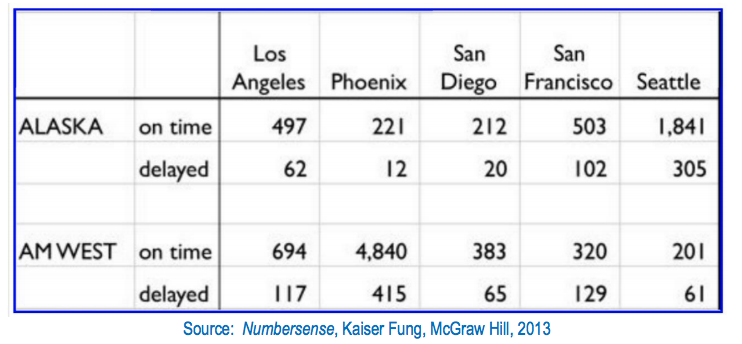 Los Angeles Phoenix San Diego San Francisco Seattle
ALASKA on time 497 221 212 503 1,841
delayed 62 12 20 102 305
AM WEST on time 694 4,840 383 320 201
delayed 117 415 65 129 61
Source: Numbersense, Kaiser Fung, McGraw Hill, 2013